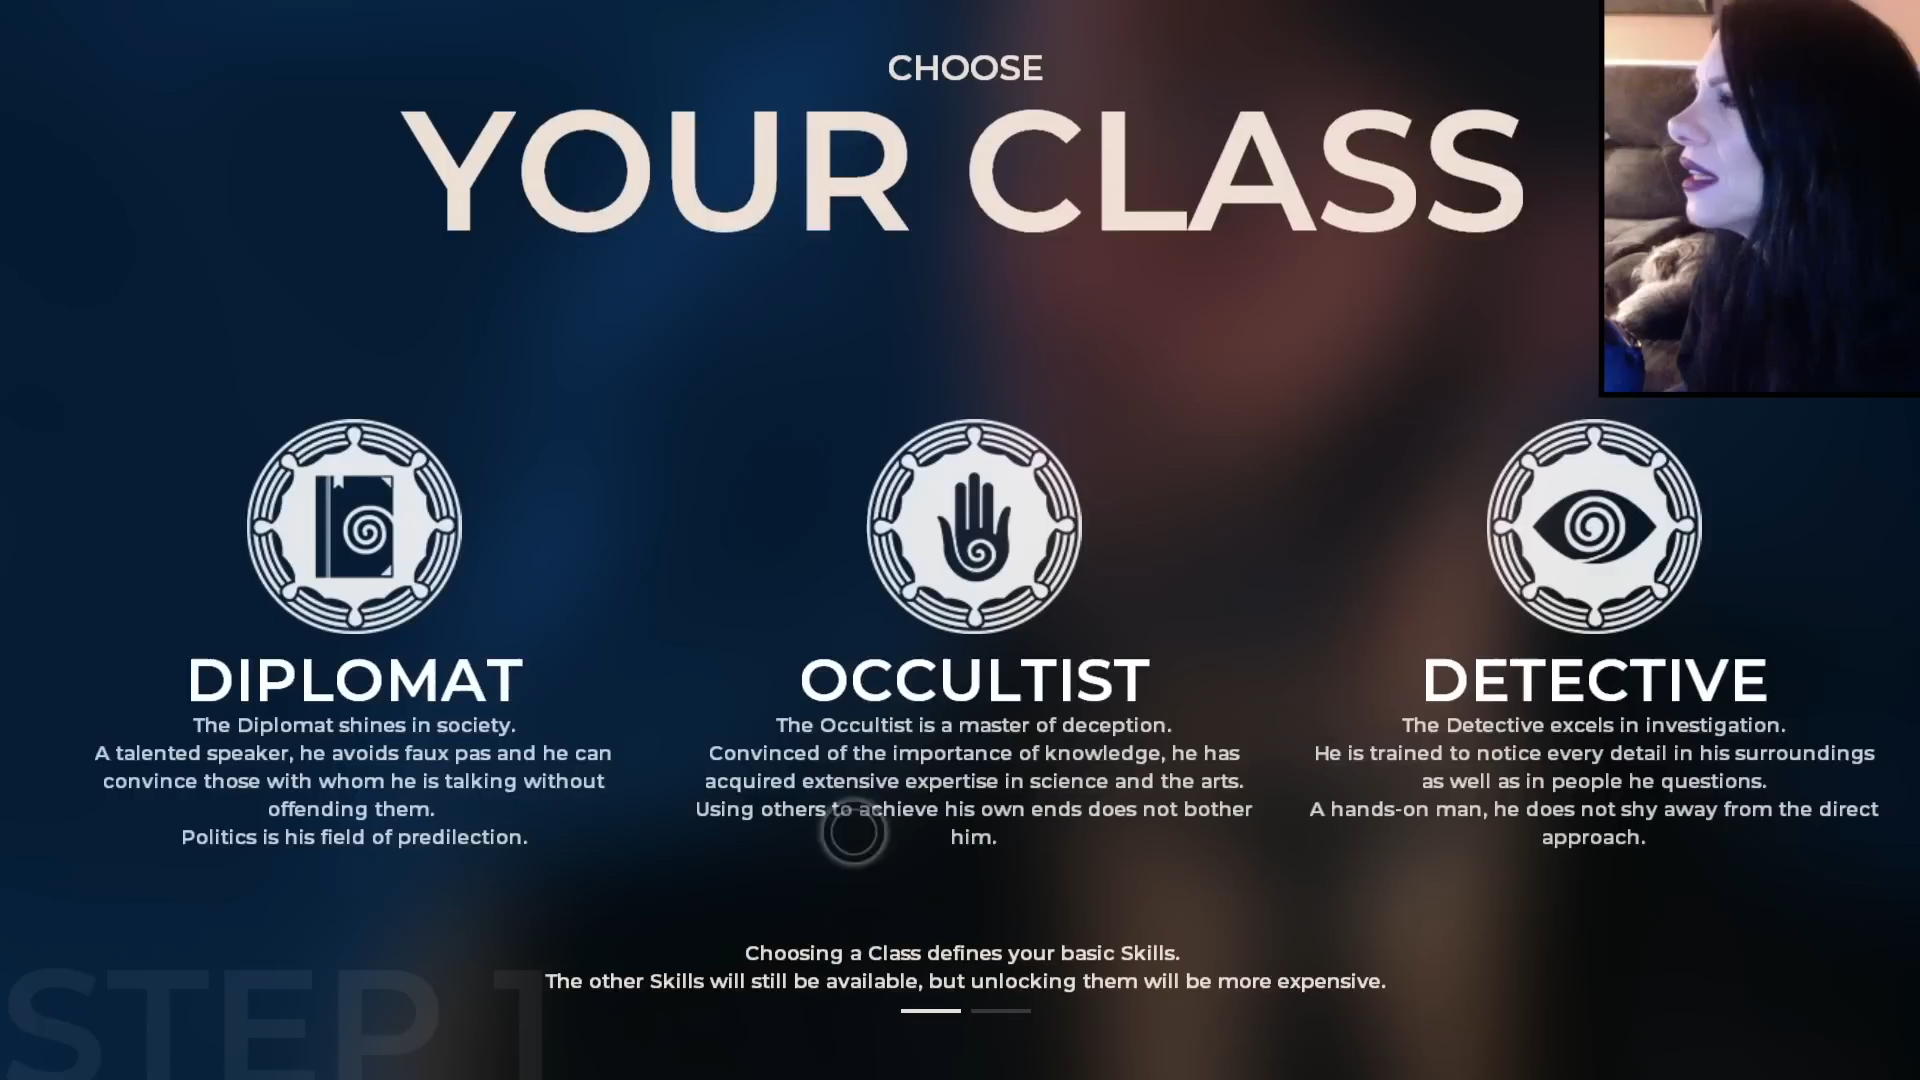 CHOOSE
YOUR CLASS
DIPLOMAT
The Diplomat shines in society.
A talented speaker, he avoids faux pas and he can
convince those with whom he is talking without
offending them.
Politics is his field of predilection.
OCCULTIST
The Occultist is a master of deception.
Convinced of the importance of knowledge, he has
acquired extensive expertise in science and the arts.
Using others to achieve his own ends does not bother
him.
DETECTIVE
The Detective excels in investigation.
He is trained to notice every detail in his surroundings
as well as in people he questions.
A hands-on man, he does not shy away from the direct
approach.
Choosing a Class defines your basic Skills.
The other Skills will still be available, but unlocking them will be more expensive.
STEP 1